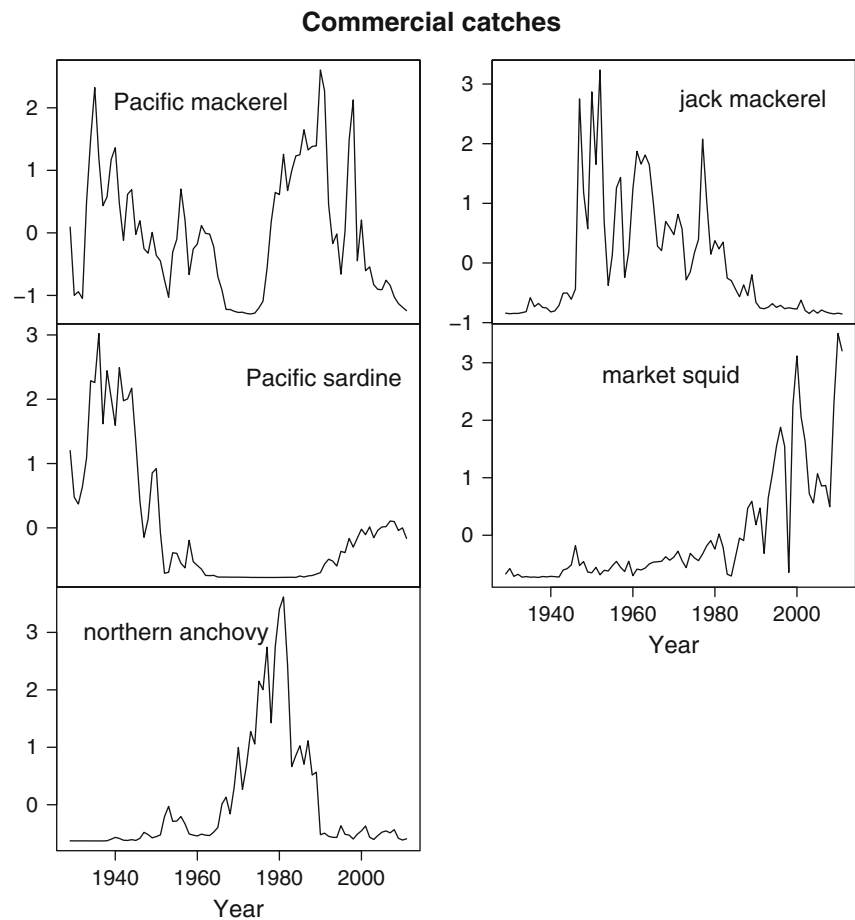 Commercial catches
Pacific mackerel
2
1
0
−1
Pacific sardine
3
2
1
0
northern anchovy
3
2
1
0
1940 1960 1980 2000
Year
jack mackerel
3
2
1
0
−1
market squid
3
2
1
0
1940 1960 1980 2000
Year